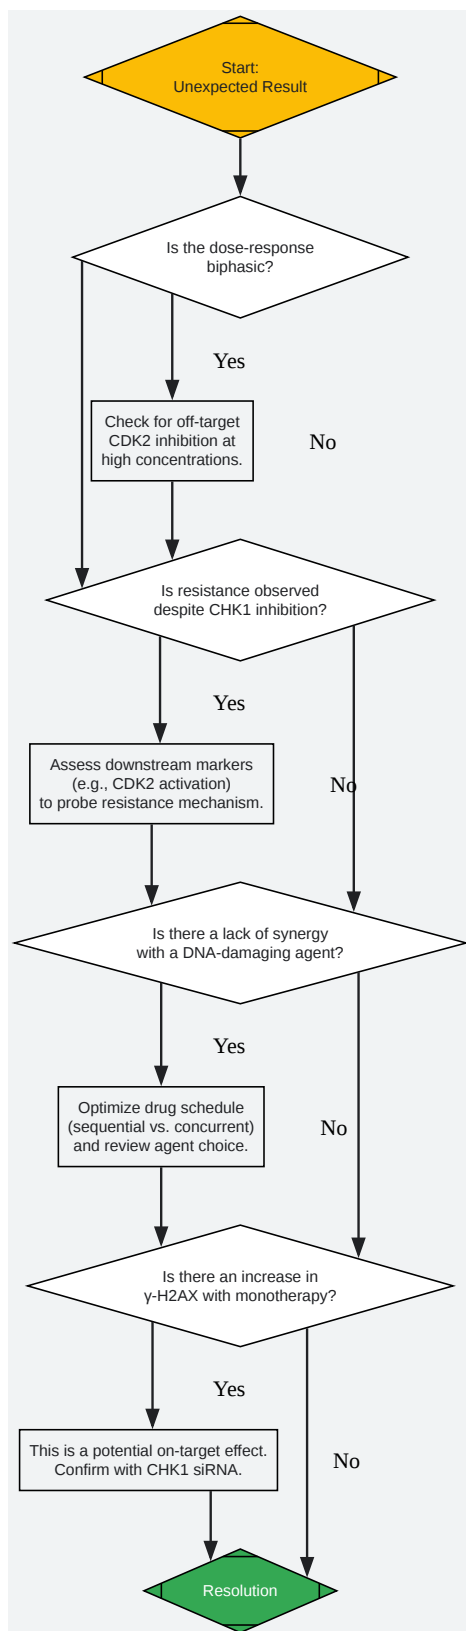 Start:
Unexpected Result
Is the dose-response
biphasic?
Yes
Check for off-target
CDK2 inhibition at
high concentrations.
No
Is resistance observed
despite CHK1 inhibition?
Yes
Assess downstream markers
(e.g., CDK2 activation)
to probe resistance mechanism.
No
Is there a lack of synergy
with a DNA-damaging agent?
Yes
Optimize drug schedule
(sequential vs. concurrent)
and review agent choice.
No
Is there an increase in
γ-H2AX with monotherapy?
Yes
This is a potential on-target effect.
Confirm with CHK1 siRNA.
No
Resolution